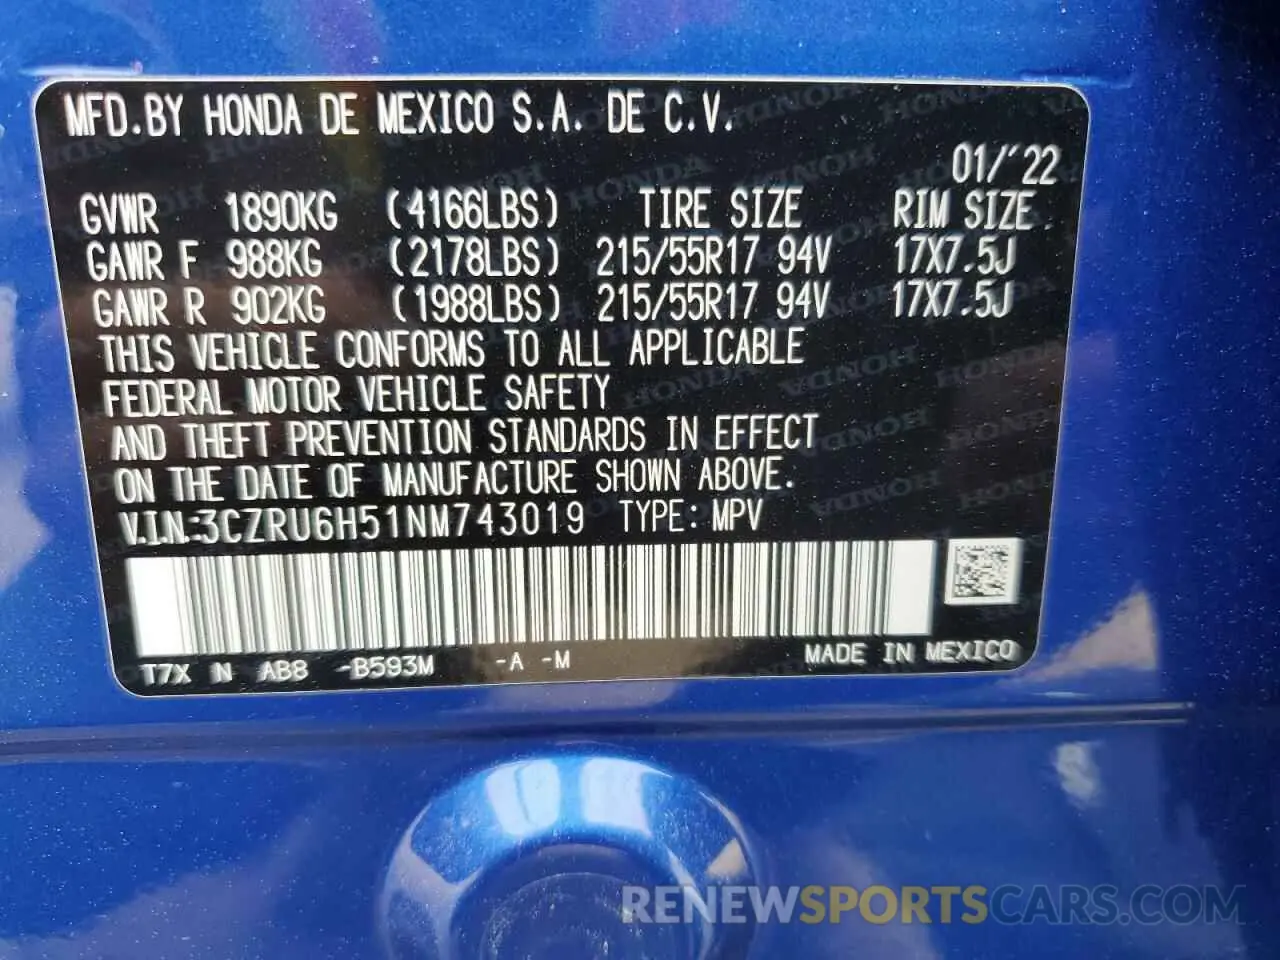 MFD.BY HONDA DE MEXICO S.A. DE C.V.
01/'22
GVWR 1890KG (4166LBS) TIRE SIZE RIM SIZE
GAWR F 988KG (2178LBS) 215/55R17 94V 17X7.5J
GAWR R 902KG (1988LBS) 215/55R17 94V 17X7.5J
THIS VEHICLE CONFORMS TO ALL APPLICABLE
FEDERAL MOTOR VEHICLE SAFETY
AND THEFT PREVENTION STANDARDS IN EFFECT
ON THE DATE OF MANUFACTURE SHOWN ABOVE.
V.I.N:3CZRU6H51NM743019 TYPE:MPV
T7X N AB8 -B593M -A -M MADE IN MEXICO
RENEWSPORTSCARS.COM